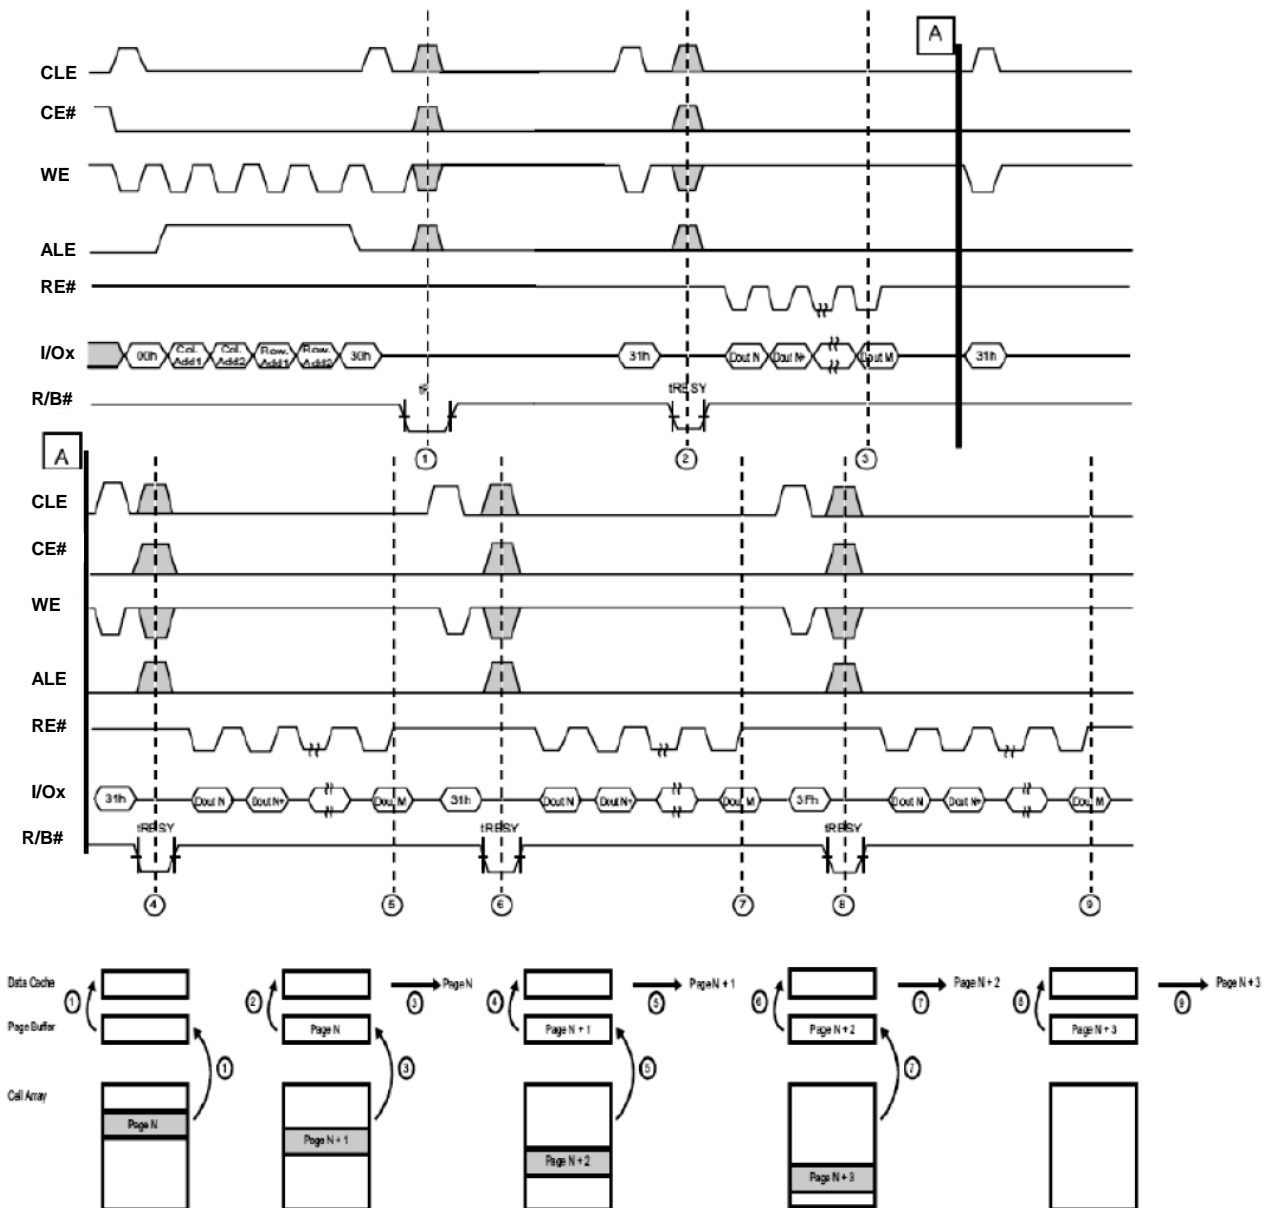 A
CLE
CE#
WE
ALE
RE#
I/Ox 00h Col. Add1 Col. Add2 Row. Add1 Row. Add2 30h 31h Dout N Dout N+ Dout M 31h
R/B# tR tRBSY
1 2 3
A
CLE
CE#
WE
ALE
RE#
I/Ox 31h Dout N Dout N+ Dout M 31h Dout N Dout N+ Dout M 3Fh Dout N Dout N+ Dout M
R/B# tRBSY tRBSY tRBSY
4 5 6 7 8 9
Data Cache 1 2 3 Page N 4 5 Page N + 1 6 7 Page N + 2 8 9 Page N + 3
Page Buffer Page N Page N + 1 Page N + 2 Page N + 3
1 3 5 7
Cell Array
Page N
Page N + 1
Page N + 2
Page N + 3